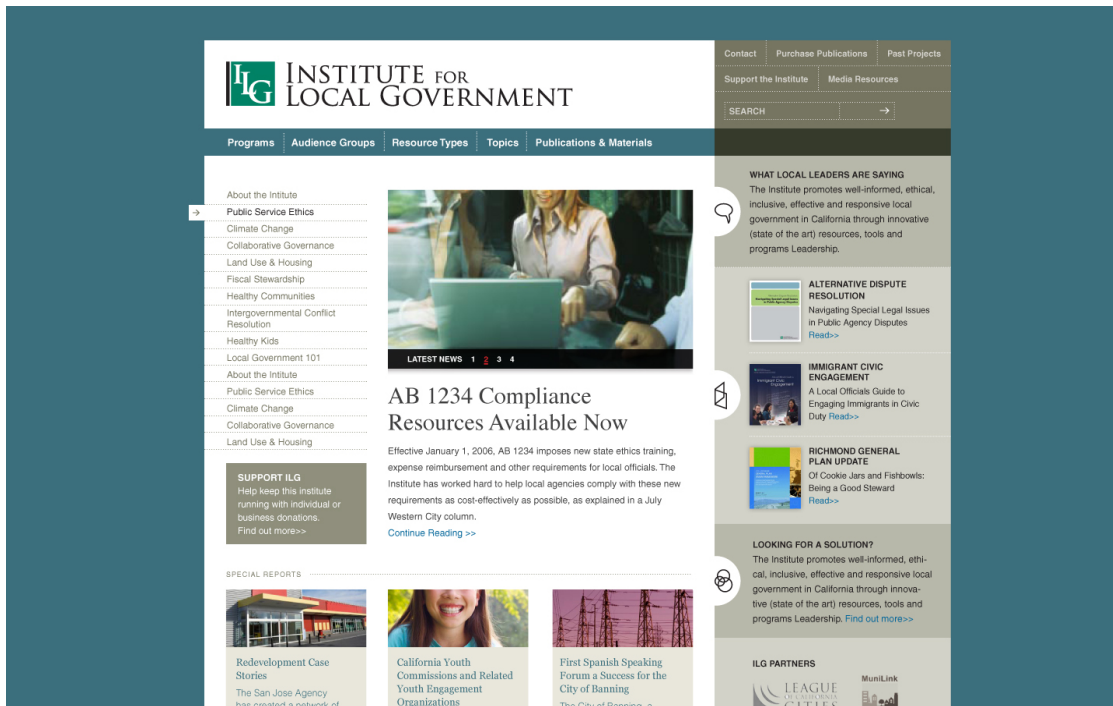 ILG INSTITUTE FOR
LOCAL GOVERNMENT
Contact Purchase Publications Past Projects
Support the Institute Media Resources
SEARCH →
Programs Audience Groups Resource Types Topics Publications & Materials
About the Intitute
→ Public Service Ethics
Climate Change
Collaborative Governance
Land Use & Housing
Fiscal Stewardship
Healthy Communities
Intergovernmental Conflict
Resolution
Healthy Kids
Local Government 101
About the Intitute
Public Service Ethics
Climate Change
Collaborative Governance
Land Use & Housing
SUPPORT ILG
Help keep this institute
running with individual or
business donations.
Find out more>>
LATEST NEWS 1 2 3 4
AB 1234 Compliance
Resources Available Now
Effective January 1, 2006, AB 1234 imposes new state ethics training,
expense reimbursement and other requirements for local officials. The
Institute has worked hard to help local agencies comply with these new
requirements as cost-effectively as possible, as explained in a July
Western City column.
Continue Reading >>
SPECIAL REPORTS
Redevelopment Case
Stories
The San Jose Agency
has created a network of
California Youth
Commissions and Related
Youth Engagement
Organizations
First Spanish Speaking
Forum a Success for the
City of Banning
The City of Banning, a
WHAT LOCAL LEADERS ARE SAYING
The Institute promotes well-informed, ethical,
inclusive, effective and responsive local
government in California through innovative
(state of the art) resources, tools and
programs Leadership.
ALTERNATIVE DISPUTE
RESOLUTION
Navigating Special Legal Issues
in Public Agency Disputes
Read>>
Immigrant Civic
Engagement
IMMIGRANT CIVIC
ENGAGEMENT
A Local Officials Guide to
Engaging Immigrants in Civic
Duty Read>>
RICHMOND GENERAL
PLAN UPDATE
Of Cookie Jars and Fishbowls:
Being a Good Steward
Read>>
LOOKING FOR A SOLUTION?
The Institute promotes well-informed, ethi-
cal, inclusive, effective and responsive local
government in California through innova-
tive (state of the art) resources, tools and
programs Leadership. Find out more>>
ILG PARTNERS
LEAGUE
OF CALIFORNIA
CITIES
MuniLink